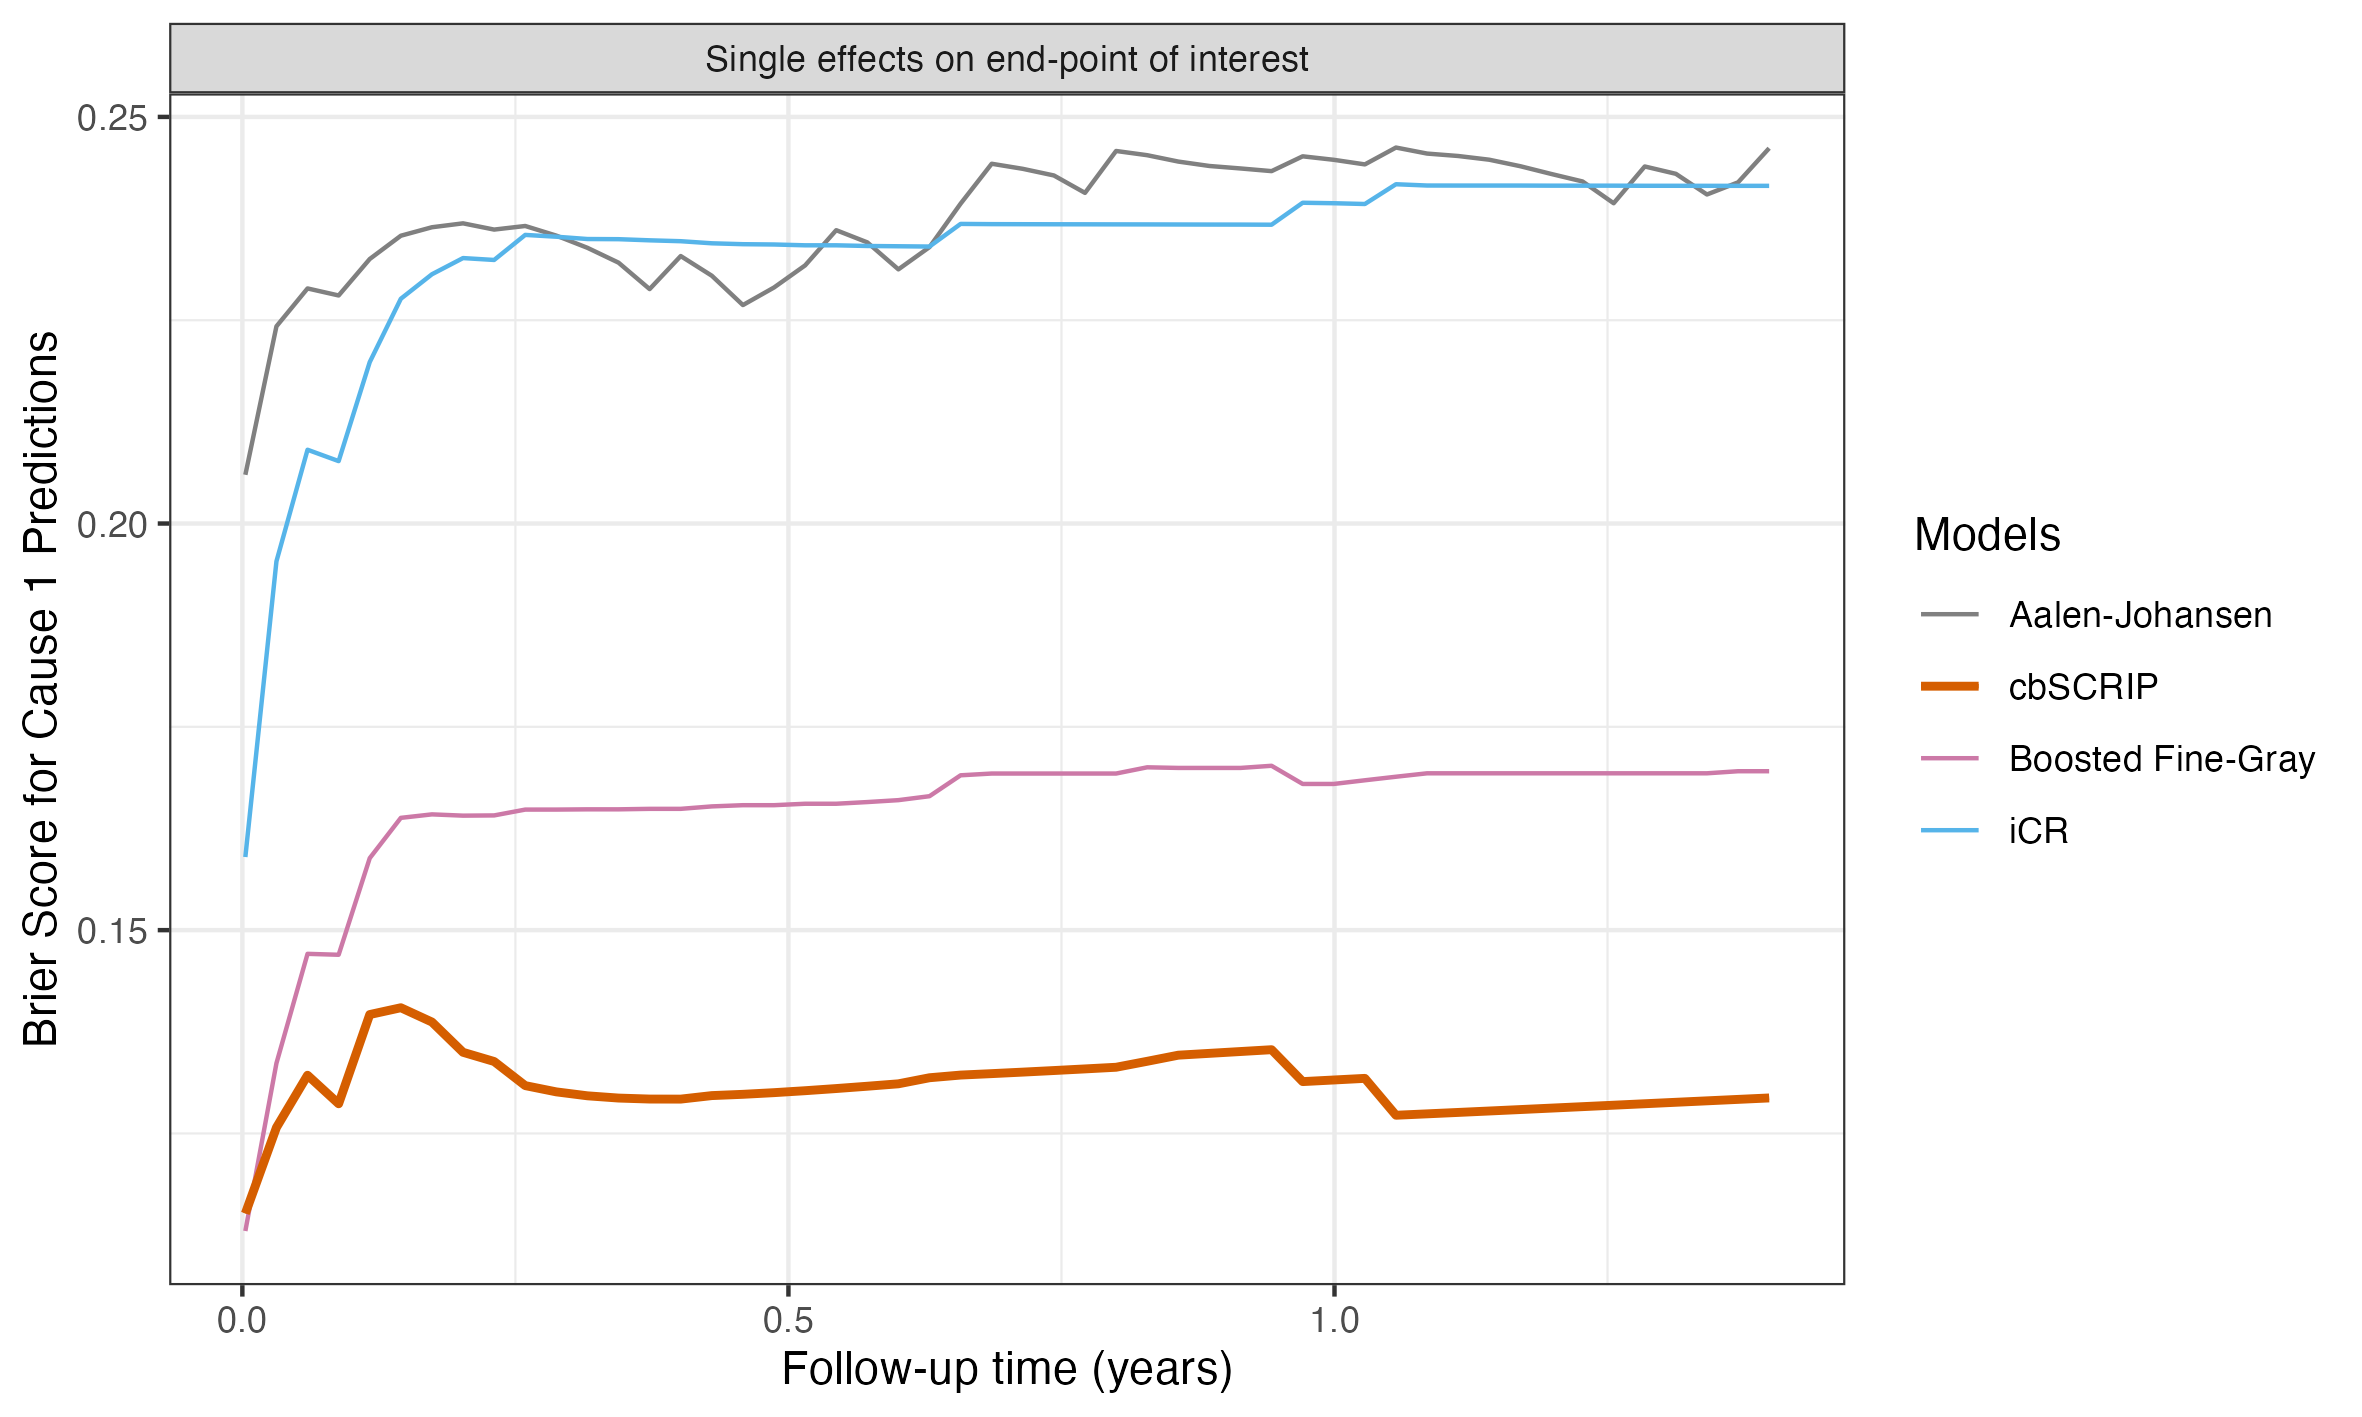 Single effects on end-point of interest
0.25
0.20
0.15
Brier Score for Cause 1 Predictions
0.0
0.5
1.0
Follow-up time (years)
Models
Aalen-Johansen
cbSCRIP
Boosted Fine-Gray
iCR